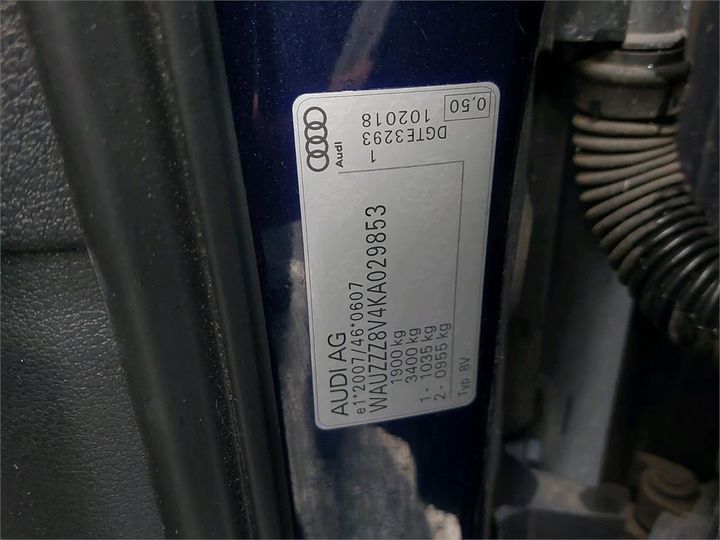 AUDI AG
e1*2007/46*0607
WAUZZZ8V4KA029853
1900 kg
3400 kg
1 - 1035 kg
2 - 0955 kg
Typ 8V
Audi
1
DGTE3293
102018
0,50